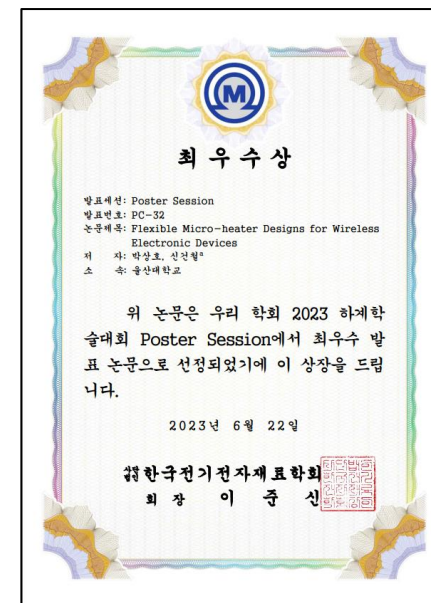 M
최우수상
발표세션: Poster Session
발표번호: PC-32
논문제목: Flexible Micro-heater Designs for Wireless
Electronic Devices
저 자: 박상호, 신건철ᵃ
소 속: 울산대학교
위 논문은 우리 학회 2023 하계학
술대회 Poster Session에서 최우수 발
표 논문으로 선정되었기에 이 상장을 드립
니다.
2023년 6월 22일
사단법인 한국전기전자재료학회
회 장 이 준 신